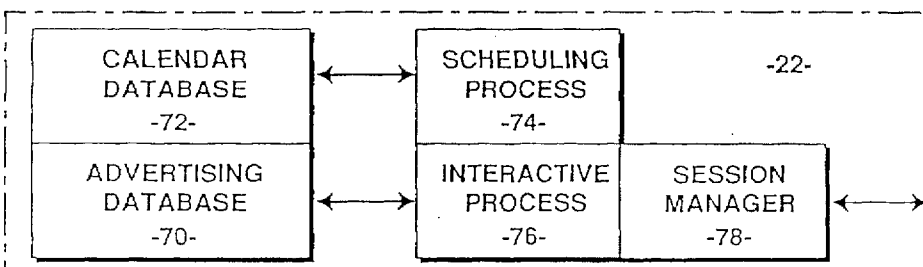 CALENDAR
DATABASE
-72-
SCHEDULING
PROCESS
-74-
-22-
ADVERTISING
DATABASE
-70-
INTERACTIVE
PROCESS
-76-
SESSION
MANAGER
-78-